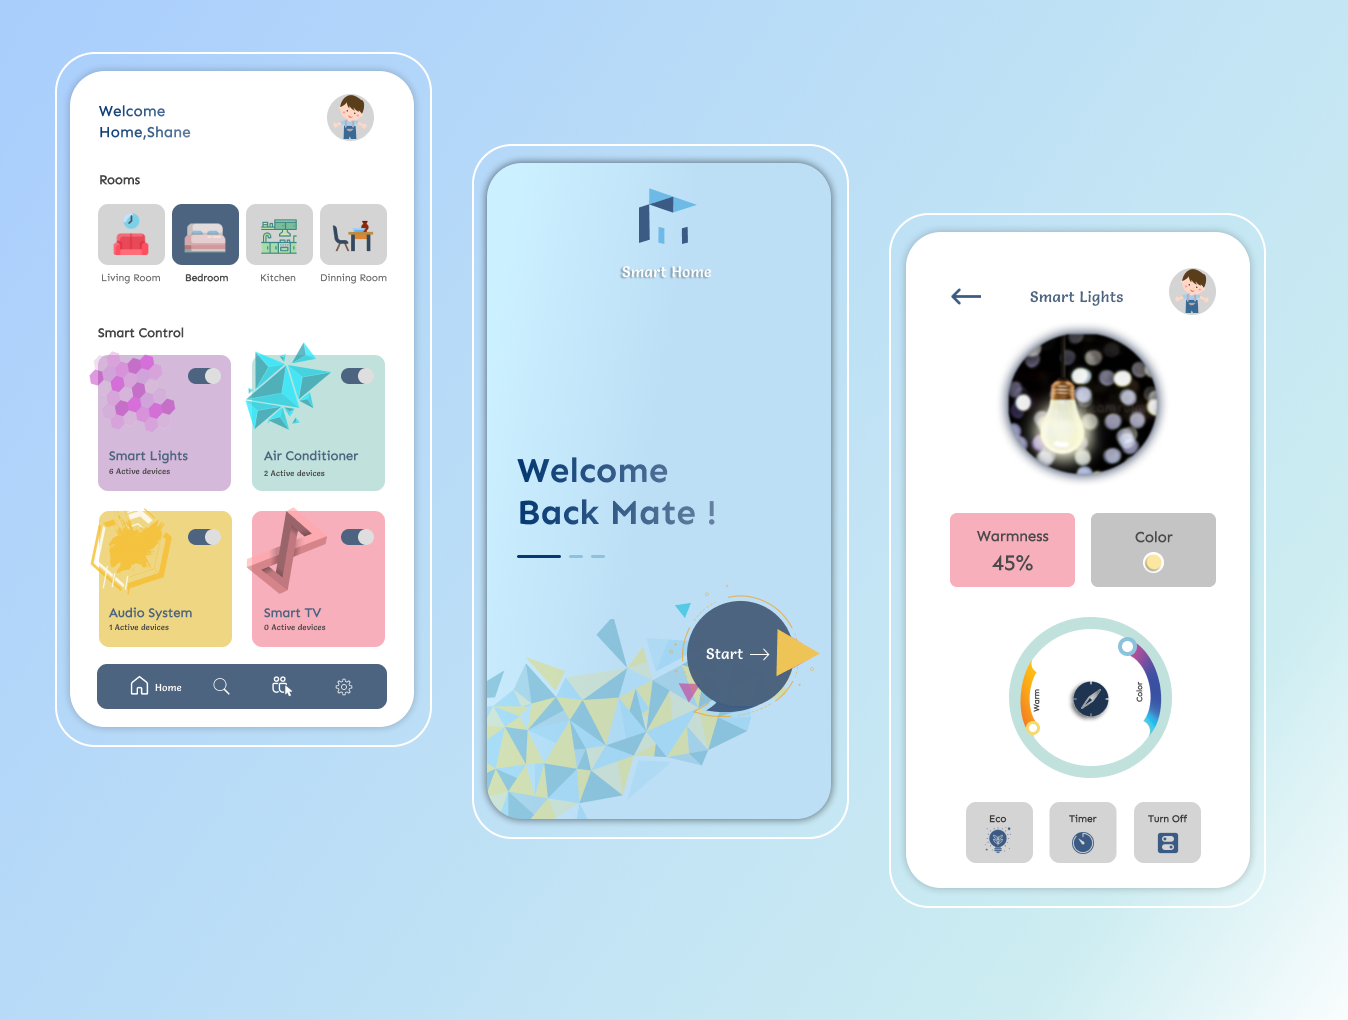 Welcome
Home,Shane
Rooms
Living Room
Bedroom
Kitchen
Dinning Room
Smart Control
Smart Lights
6 Active devices
Air Conditioner
2 Active devices
Audio System
1 Active devices
Smart TV
0 Active devices
Home
Smart Home
Welcome
Back Mate !
Start
Smart Lights
Warmness
45%
Color
Warm
Color
Eco
Timer
Turn Off